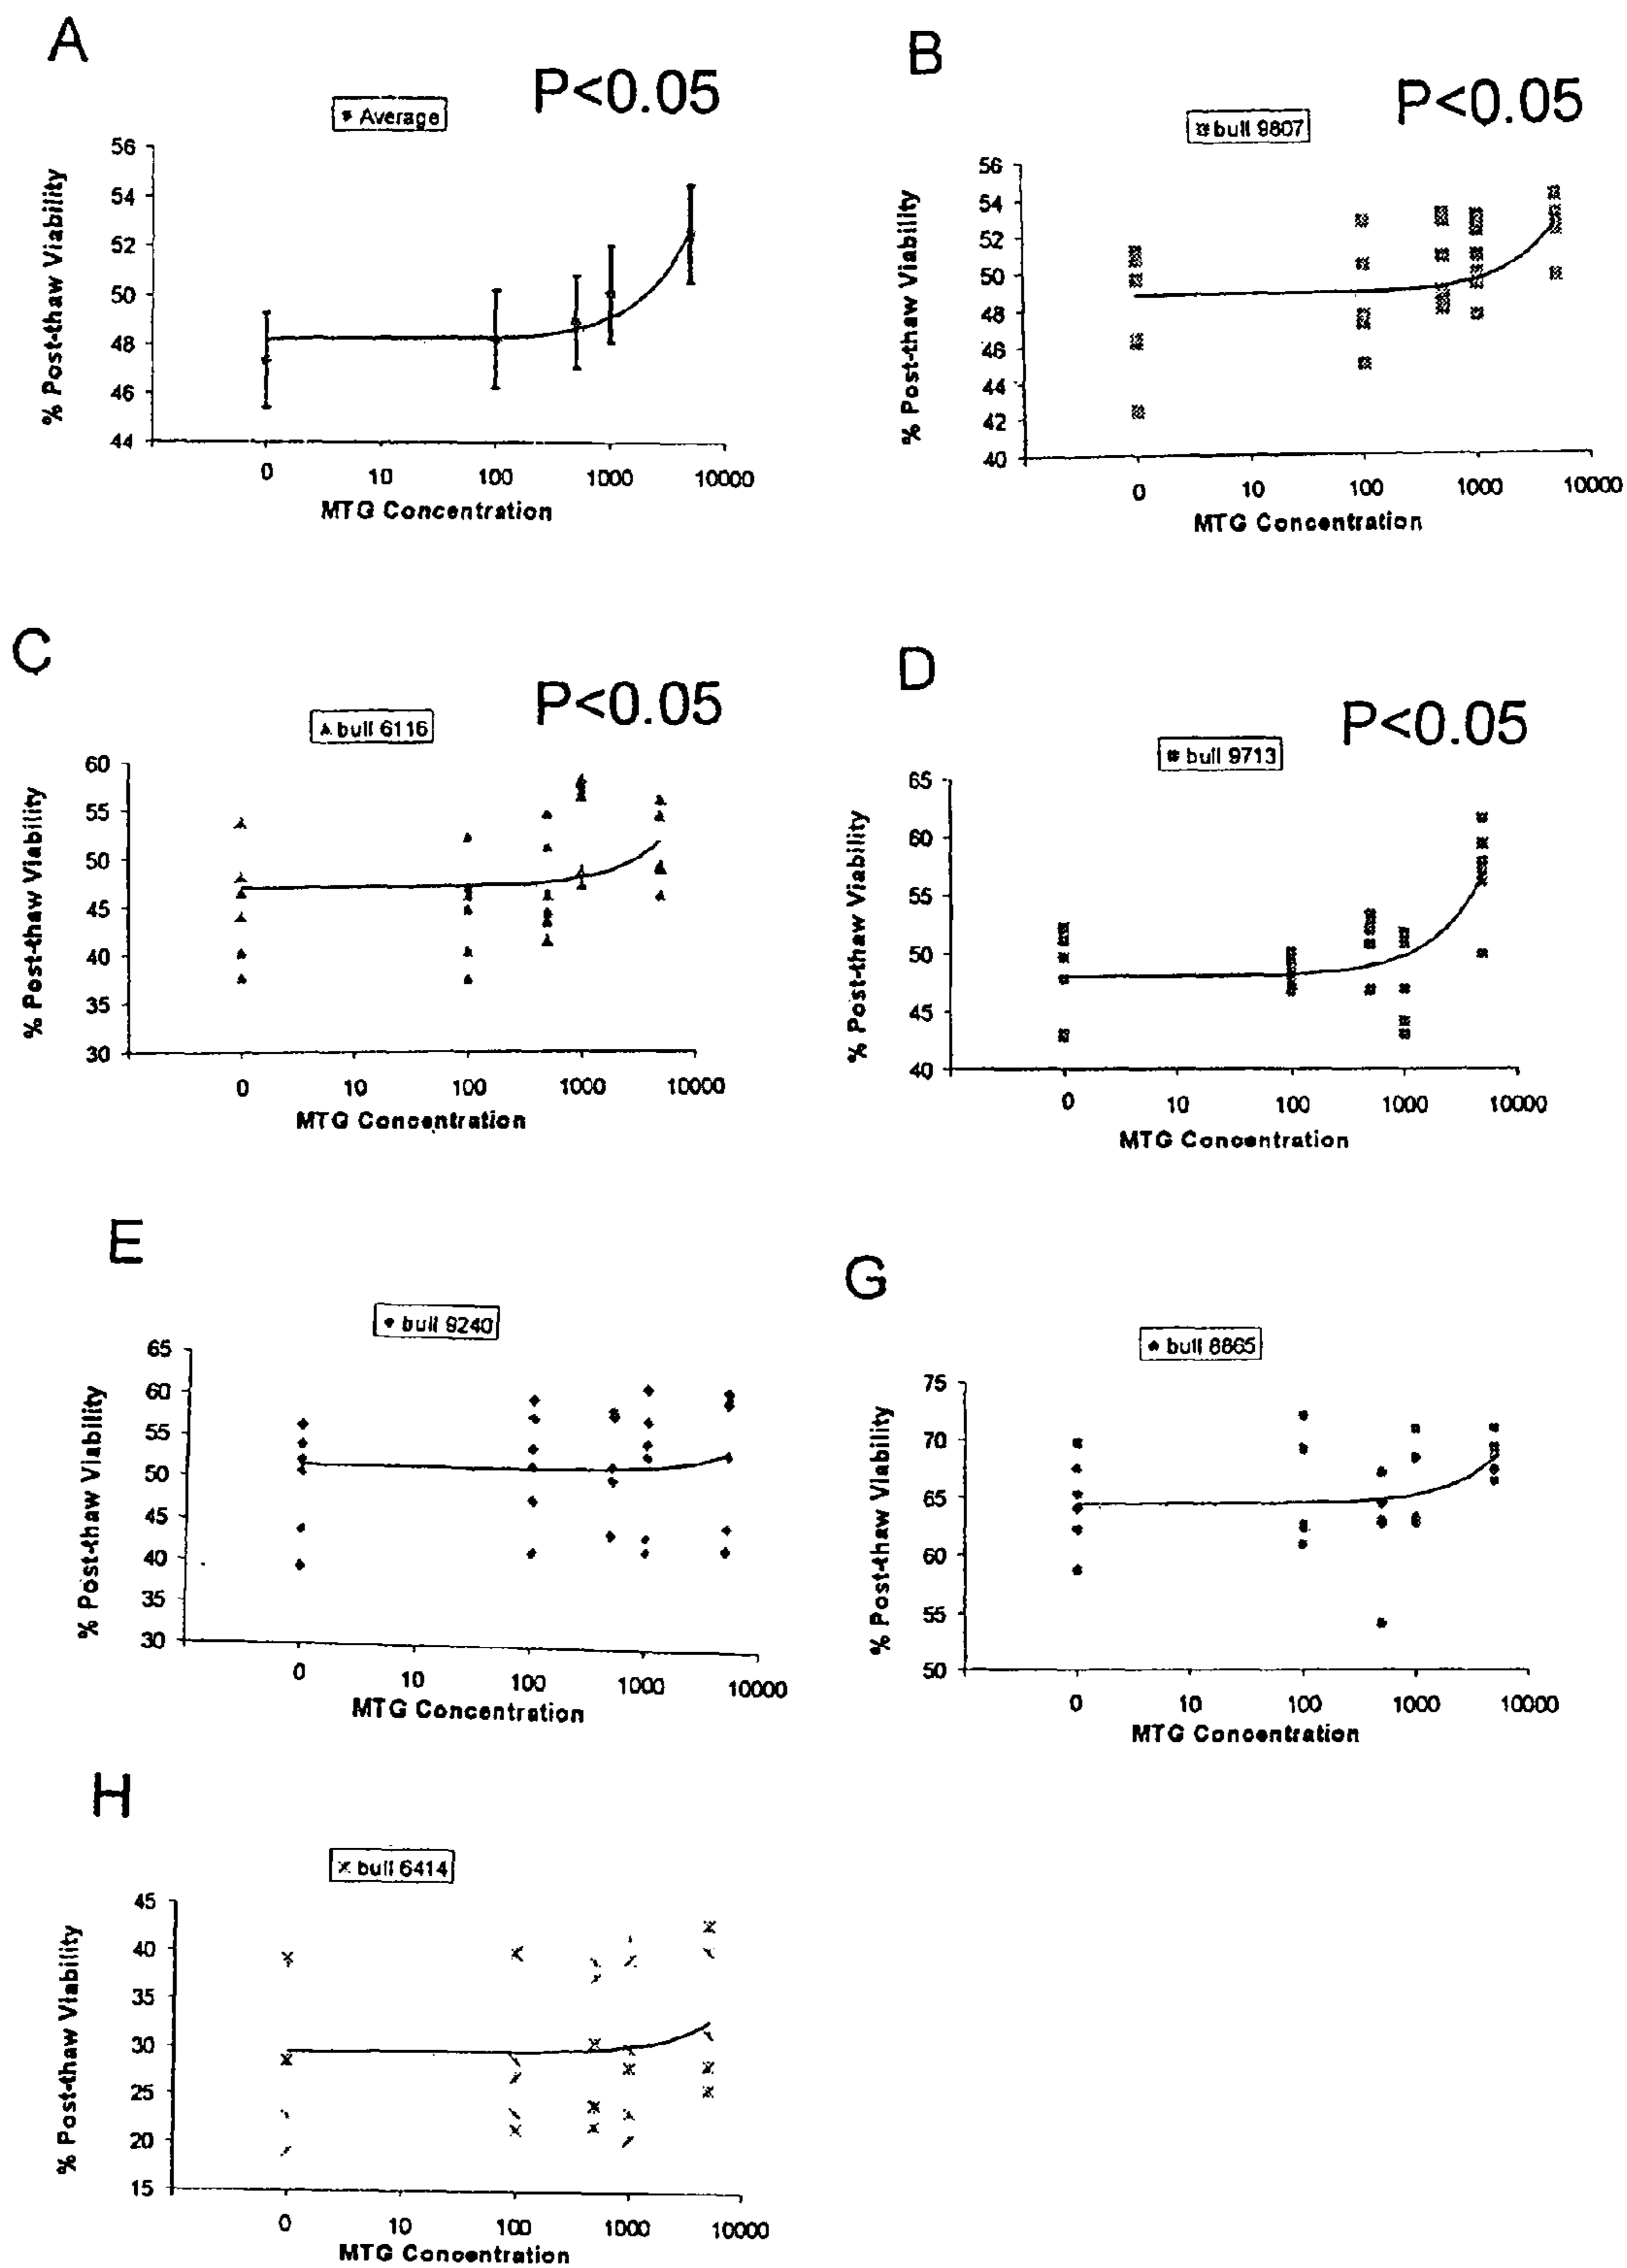 A
P<0.05
Average
% Post-thaw Viability
56
54
52
50
48
46
44
0 10 100 1000 10000
MTG Concentration
B
P<0.05
bull 9807
% Post-thaw Viability
56
54
52
50
48
46
44
42
40
0 10 100 1000 10000
MTG Concentration
C
P<0.05
bull 6116
% Post-thaw Viability
60
55
50
45
40
35
30
0 10 100 1000 10000
MTG Concentration
D
P<0.05
bull 9713
% Post-thaw Viability
65
60
55
50
45
40
0 10 100 1000 10000
MTG Concentration
E
bull 9240
% Post-thaw Viability
65
60
55
50
45
40
35
30
0 10 100 1000 10000
MTG Concentration
G
bull 8865
% Post-thaw Viability
75
70
65
60
55
50
0 10 100 1000 10000
MTG Concentration
H
bull 6414
% Post-thaw Viability
45
40
35
30
25
20
15
0 10 100 1000 10000
MTG Concentration